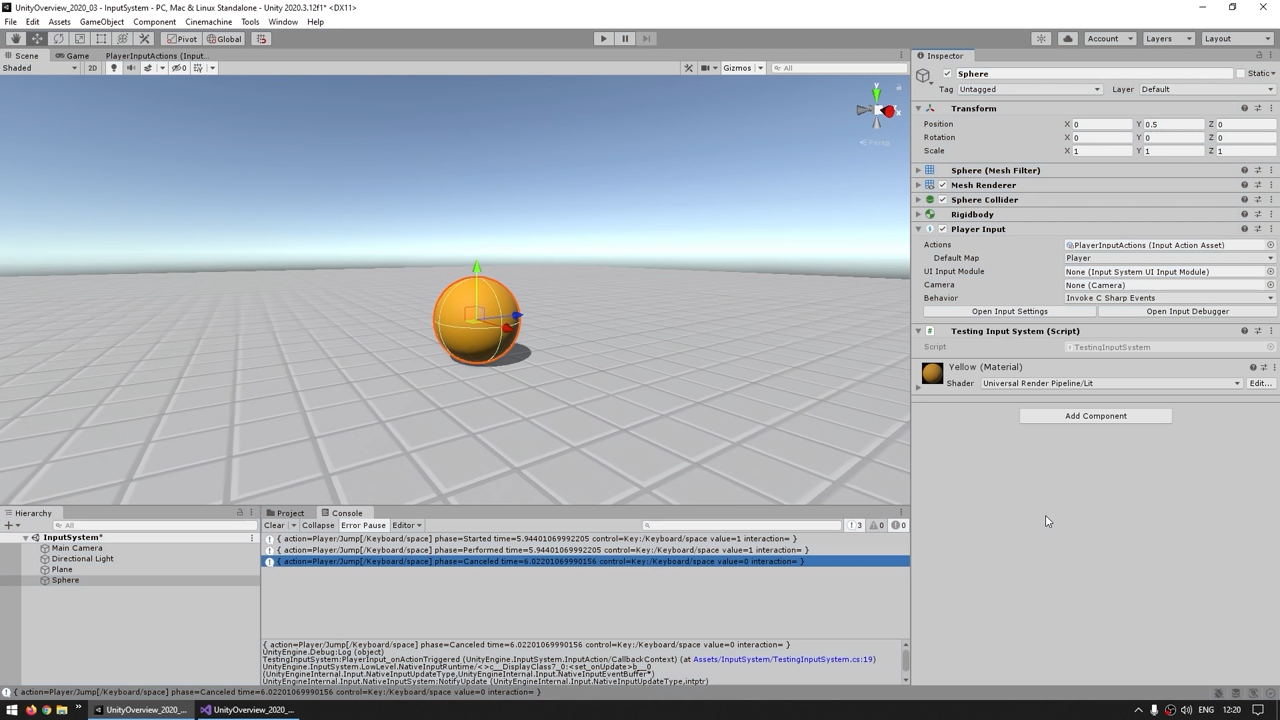 UnityOverview_2020_03 - InputSystem - PC, Mac & Linux Standalone - Unity 2020.3.12f1* <DX11>
File Edit Assets GameObject Component Cinemachine Tools Window Help
Pivot Global Account Layers Layout
Scene Game PlayerInputActions (Input... Inspector
Shaded 2D 0 Gizmos All
Sphere Static
Tag Untagged Layer Default
Transform
Position X 0 Y 0.5 Z 0
Rotation X 0 Y 0 Z 0
Scale X 1 Y 1 Z 1
y
x
Persp
Sphere (Mesh Filter)
Mesh Renderer
Sphere Collider
Rigidbody
Player Input
Actions PlayerInputActions (Input Action Asset)
Default Map Player
UI Input Module None (Input System UI Input Module)
Camera None (Camera)
Behavior Invoke C Sharp Events
Open Input Settings Open Input Debugger
# Testing Input System (Script)
Script TestingInputSystem
Yellow (Material)
Shader Universal Render Pipeline/Lit Edit...
Add Component
Hierarchy
+ All
InputSystem*
Main Camera
Directional Light
Plane
Sphere
Project Console
Clear Collapse Error Pause Editor 3 0 0
{ action=Player/Jump[/Keyboard/space] phase=Started time=5.94401069992205 control=Key:/Keyboard/space value=1 interaction= }
{ action=Player/Jump[/Keyboard/space] phase=Performed time=5.94401069992205 control=Key:/Keyboard/space value=1 interaction= }
{ action=Player/Jump[/Keyboard/space] phase=Canceled time=6.02201069990156 control=Key:/Keyboard/space value=0 interaction= }
{ action=Player/Jump[/Keyboard/space] phase=Canceled time=6.02201069990156 control=Key:/Keyboard/space value=0 interaction= }
UnityEngine.Debug:Log (object)
TestingInputSystem:PlayerInput_onActionTriggered (UnityEngine.InputSystem.InputAction/CallbackContext) (at Assets/InputSystem/TestingInputSystem.cs:19)
UnityEngine.InputSystem.LowLevel.NativeInputRuntime/<>c__DisplayClass7_0:<set_onUpdate>b__0
(UnityEngineInternal.Input.NativeInputUpdateType,UnityEngineInternal.Input.NativeInputEventBuffer*)
UnityEngineInternal.Input.NativeInputSystem:NotifyUpdate (UnityEngineInternal.Input.NativeInputUpdateType,intptr)
{ action=Player/Jump[/Keyboard/space] phase=Canceled time=6.02201069990156 control=Key:/Keyboard/space value=0 interaction= }
UnityOverview_2020_... UnityOverview_2020_... ENG 12:20